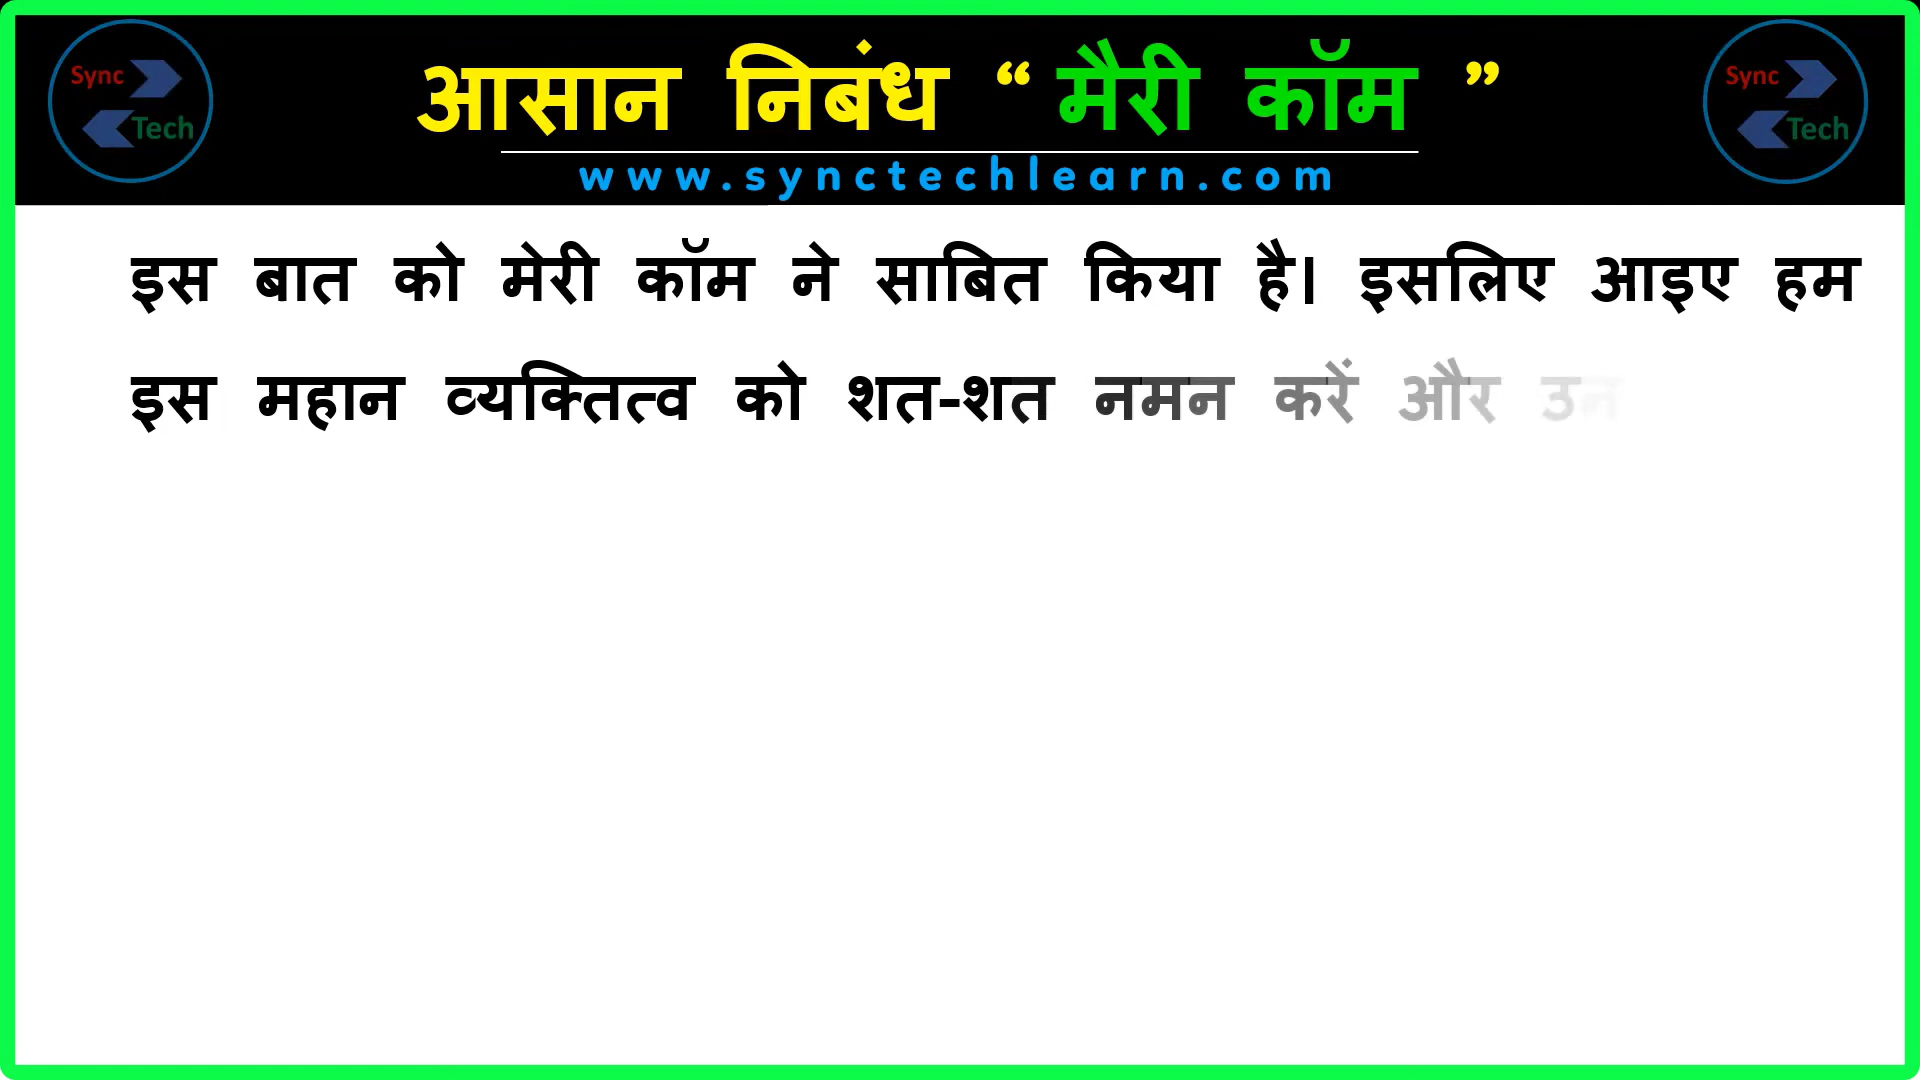 Sync
Tech
आसान निबंध “ मैरी कॉम ”
www.synctechlearn.com
Sync
Tech
इस बात को मेरी कॉम ने साबित किया है। इसलिए आइए हम
इस महान व्यक्तित्व को शत-शत नमन करें और